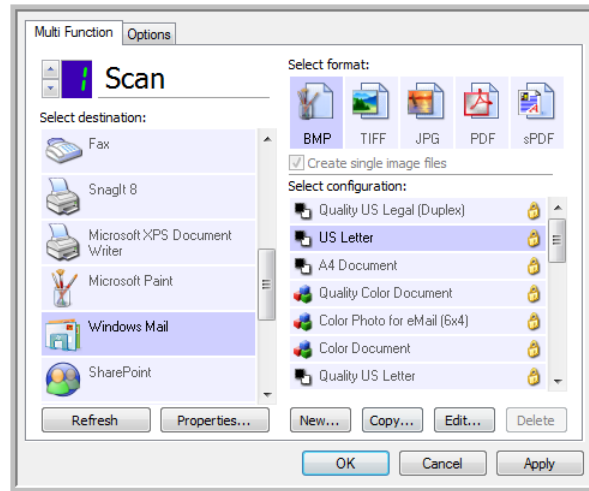 Multi Function
Options
1
Scan
Select destination:
Fax
SnagIt 8
Microsoft XPS Document
Writer
Microsoft Paint
Windows Mail
SharePoint
Refresh
Properties...
Select format:
BMP
TIFF
JPG
PDF
sPDF
Create single image files
Select configuration:
Quality US Legal (Duplex)
US Letter
A4 Document
Quality Color Document
Color Photo for eMail (6x4)
Color Document
Quality US Letter
New...
Copy...
Edit...
Delete
OK
Cancel
Apply